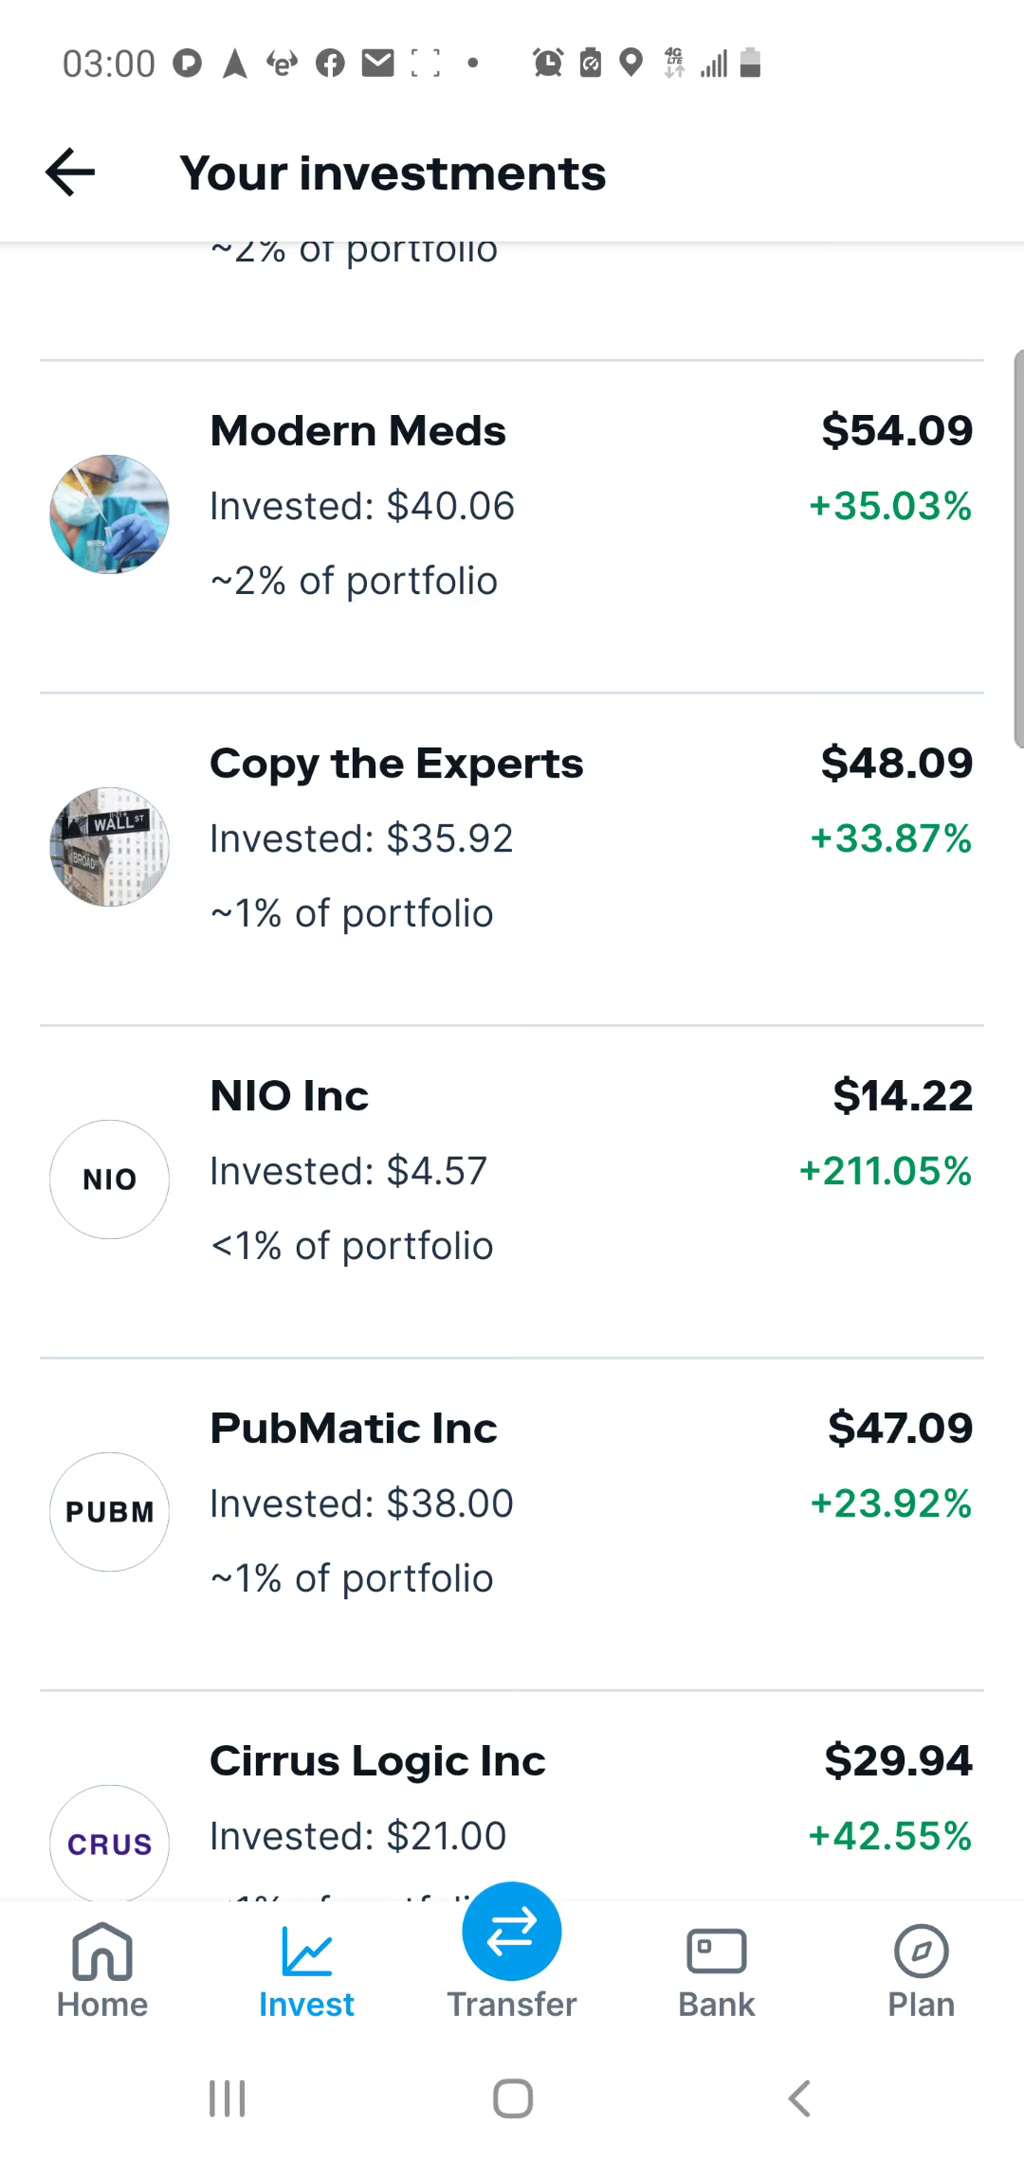 03:00
4G
LTE
Your investments
~2% of portfolio
Modern Meds
$54.09
Invested: $40.06
+35.03%
~2% of portfolio
Copy the Experts
$48.09
WALL ST
BROAD
Invested: $35.92
+33.87%
~1% of portfolio
NIO Inc
$14.22
NIO
Invested: $4.57
+211.05%
<1% of portfolio
PubMatic Inc
$47.09
PUBM
Invested: $38.00
+23.92%
~1% of portfolio
Cirrus Logic Inc
$29.94
CRUS
Invested: $21.00
+42.55%
Home
Invest
Transfer
Bank
Plan